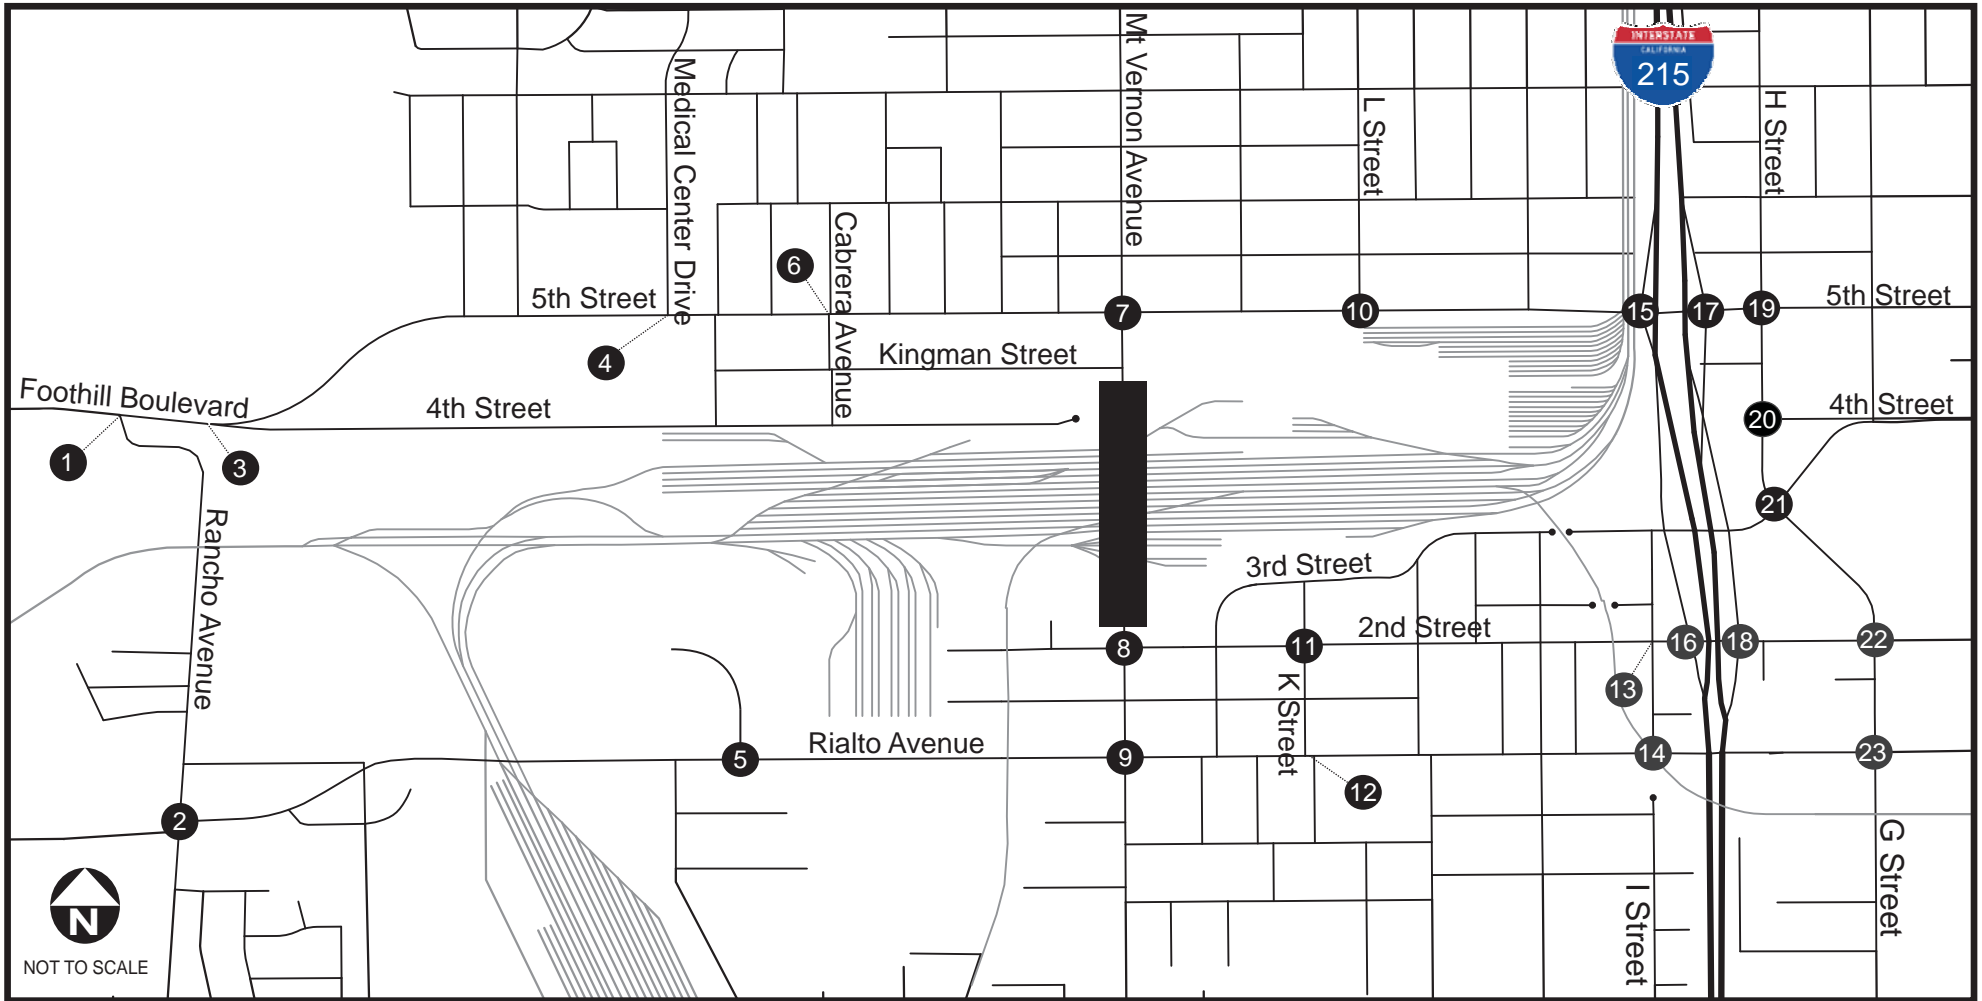 INTERSTATE
CALIFORNIA
215
Mt Vernon Avenue
Medical Center Drive
L Street
H Street
Cabrera Avenue
6
5th Street
5th Street
7
10
15
17
19
4
Kingman Street
Foothill Boulevard
4th Street
4th Street
20
1
3
21
Rancho Avenue
3rd Street
2nd Street
8
11
16
18
22
13
K Street
Rialto Avenue
5
9
14
23
12
2
G Street
I Street
N
NOT TO SCALE